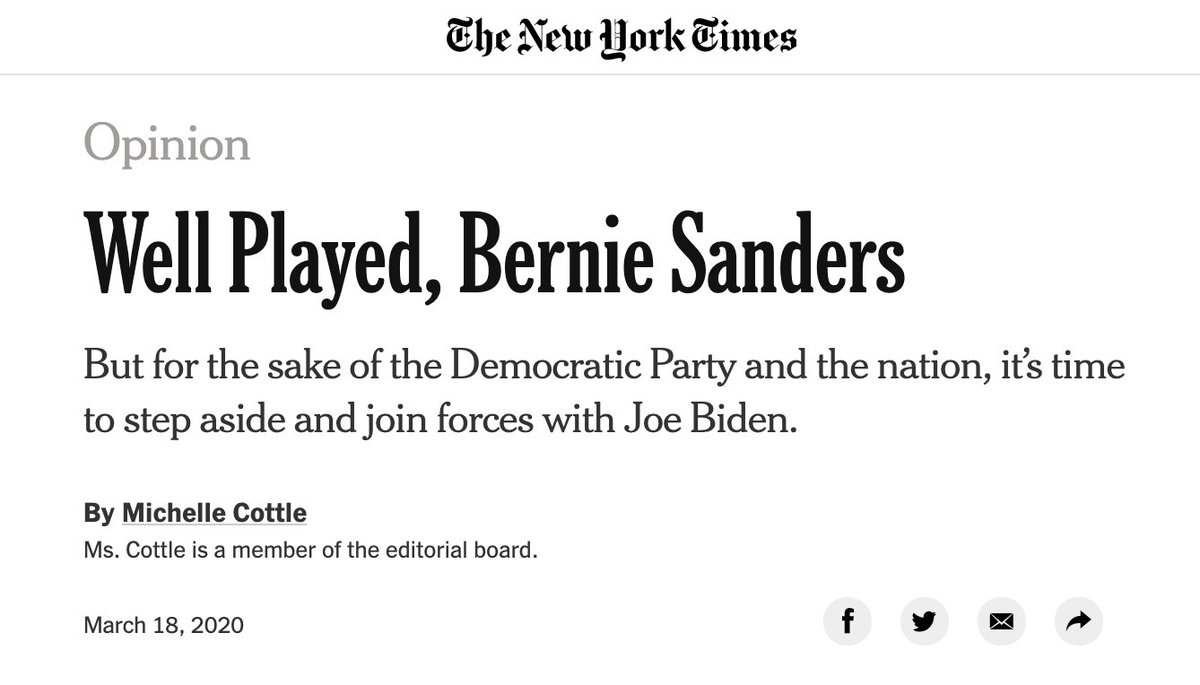 The New York Times
Opinion
Well Played, Bernie Sanders
But for the sake of the Democratic Party and the nation, it’s time
to step aside and join forces with Joe Biden.
By Michelle Cottle
Ms. Cottle is a member of the editorial board.
March 18, 2020